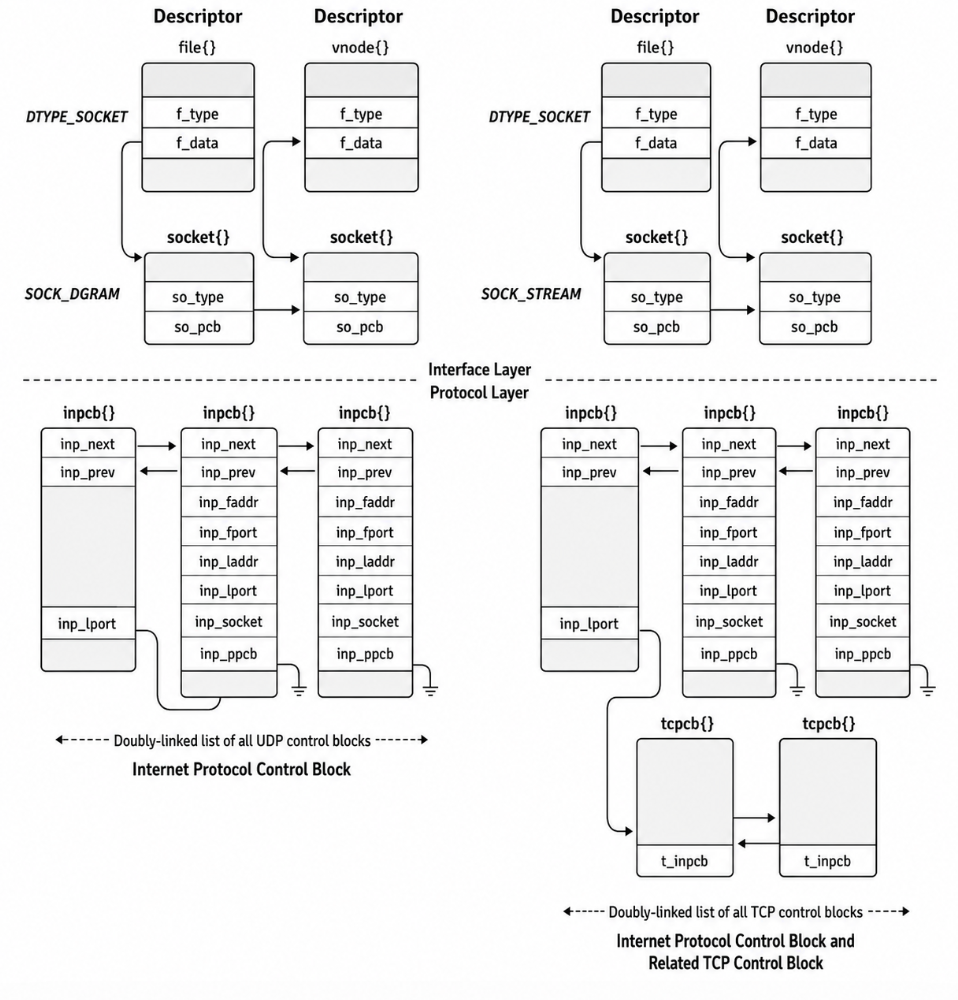 Descriptor
Descriptor
file{}
vnode{}
DTYPE_SOCKET
f_type
f_data
f_type
f_data
socket{}
socket{}
SOCK_DGRAM
so_type
so_pcb
so_type
so_pcb
Descriptor
Descriptor
file{}
vnode{}
DTYPE_SOCKET
f_type
f_data
f_type
f_data
socket{}
socket{}
SOCK_STREAM
so_type
so_pcb
so_type
so_pcb
Interface Layer
Protocol Layer
inpcb{}
inp_next
inp_prev
inp_lport
inpcb{}
inp_next
inp_prev
inp_faddr
inp_fport
inp_laddr
inp_lport
inp_socket
inp_ppcb
inpcb{}
inp_next
inp_prev
inp_faddr
inp_fport
inp_laddr
inp_lport
inp_socket
inp_ppcb
Doubly-linked list of all UDP control blocks
Internet Protocol Control Block
inpcb{}
inp_next
inp_prev
inp_lport
inpcb{}
inp_next
inp_prev
inp_faddr
inp_fport
inp_laddr
inp_lport
inp_socket
inp_ppcb
inpcb{}
inp_next
inp_prev
inp_faddr
inp_fport
inp_laddr
inp_lport
inp_socket
inp_ppcb
tcpcb{}
t_inpcb
tcpcb{}
t_inpcb
Doubly-linked list of all TCP control blocks
Internet Protocol Control Block and
Related TCP Control Block